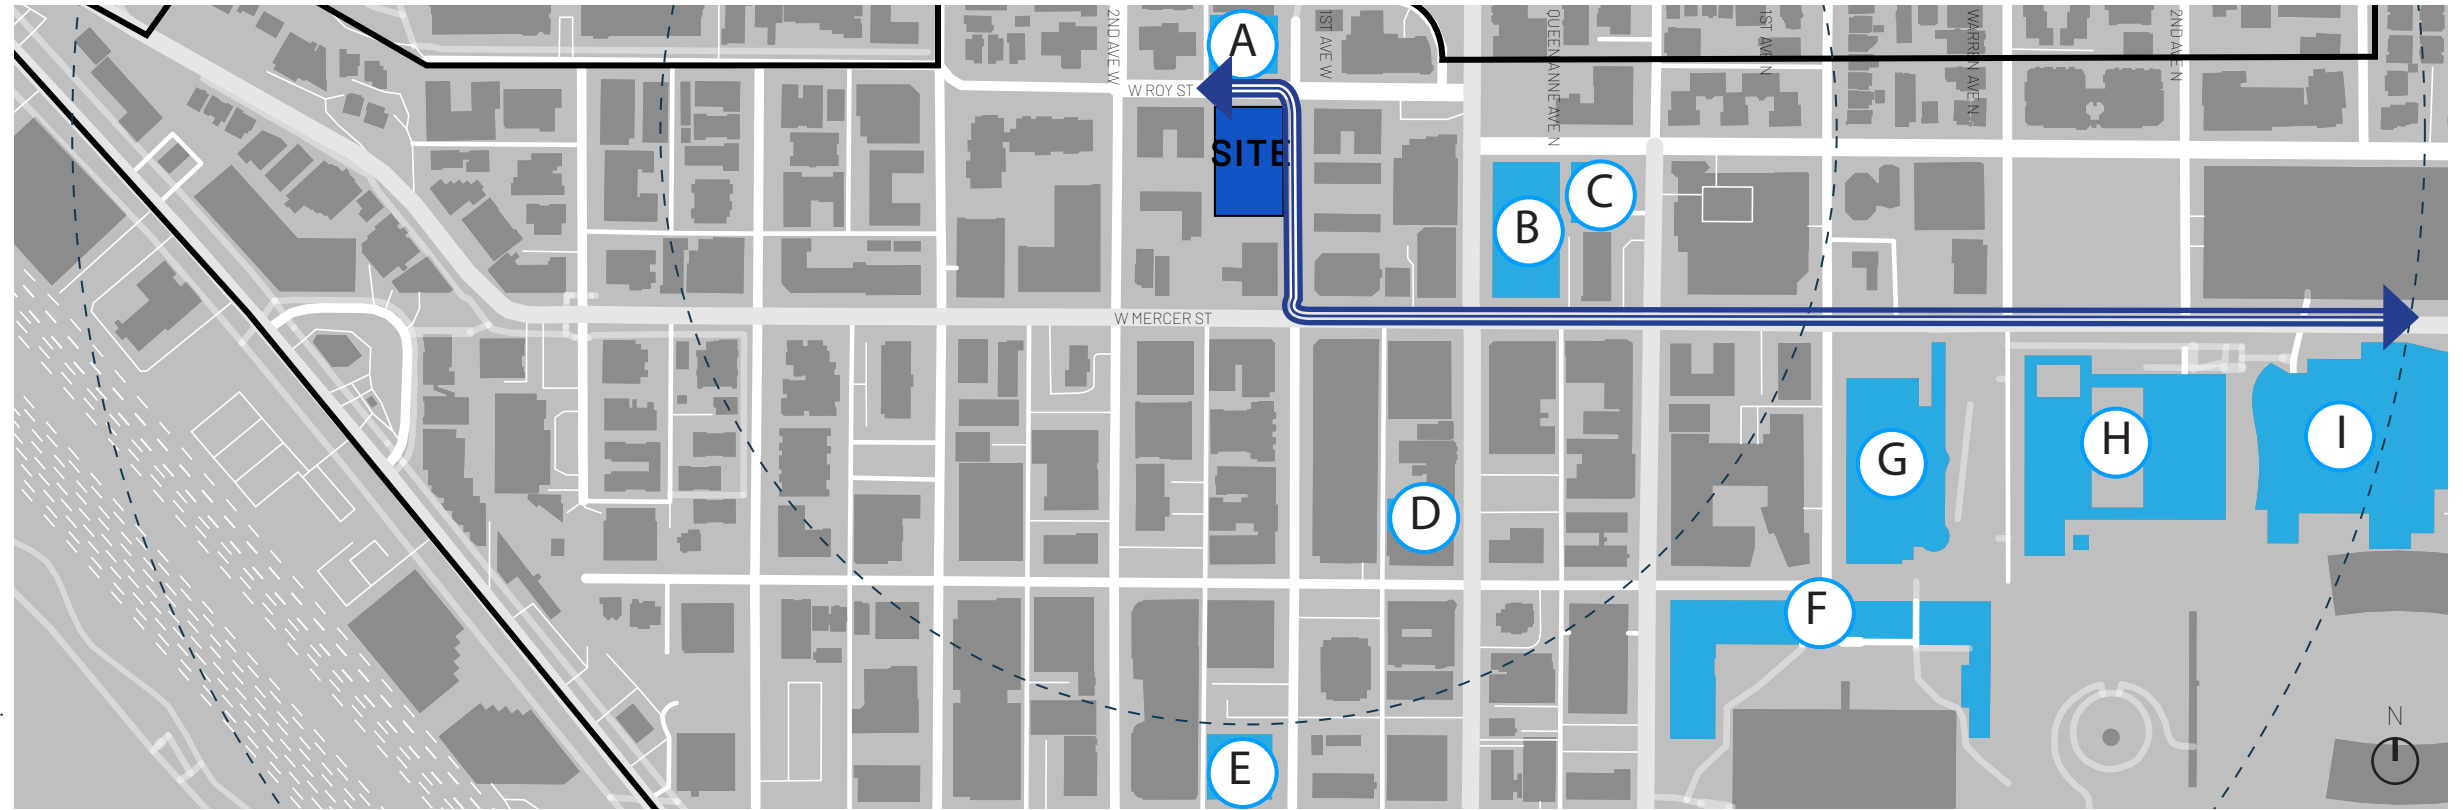 2ND AVE W
1ST AVE W
QUEEN ANNE AVE N
1ST AVE N
WARREN AVE N
2ND AVE N
A
W ROY ST
SITE
B
C
W MERCER ST
D
E
F
G
H
I
N